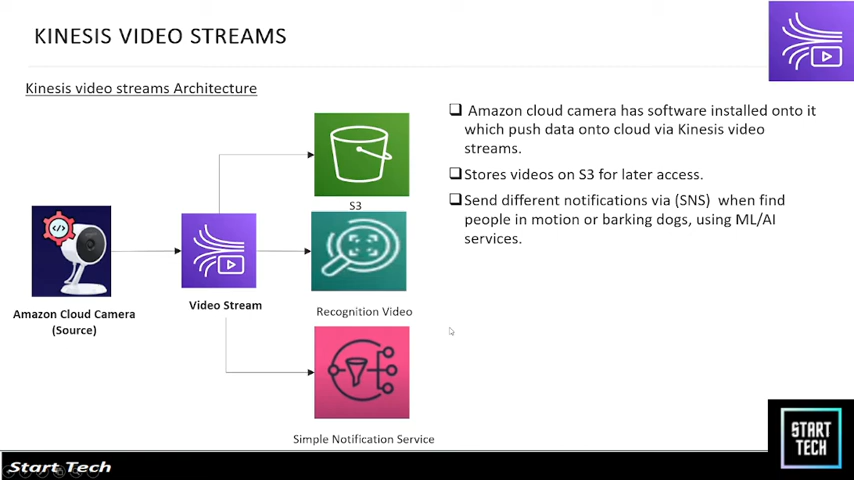 KINESIS VIDEO STREAMS
Kinesis video streams Architecture
Amazon cloud camera has software installed onto it
which push data onto cloud via Kinesis video
streams.
Stores videos on S3 for later access.
Send different notifications via (SNS) when find
people in motion or barking dogs, using ML/AI
services.
S3
Amazon Cloud Camera
(Source)
Video Stream
Recognition Video
Simple Notification Service
START
TECH
Start Tech